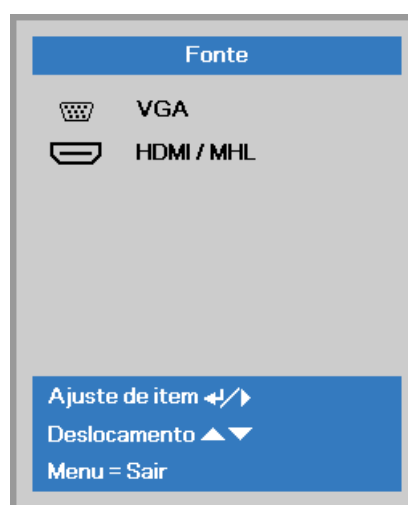 Fonte
VGA
HDMI / MHL
Ajuste de item ↵/▶
Deslocamento ▲▼
Menu = Sair